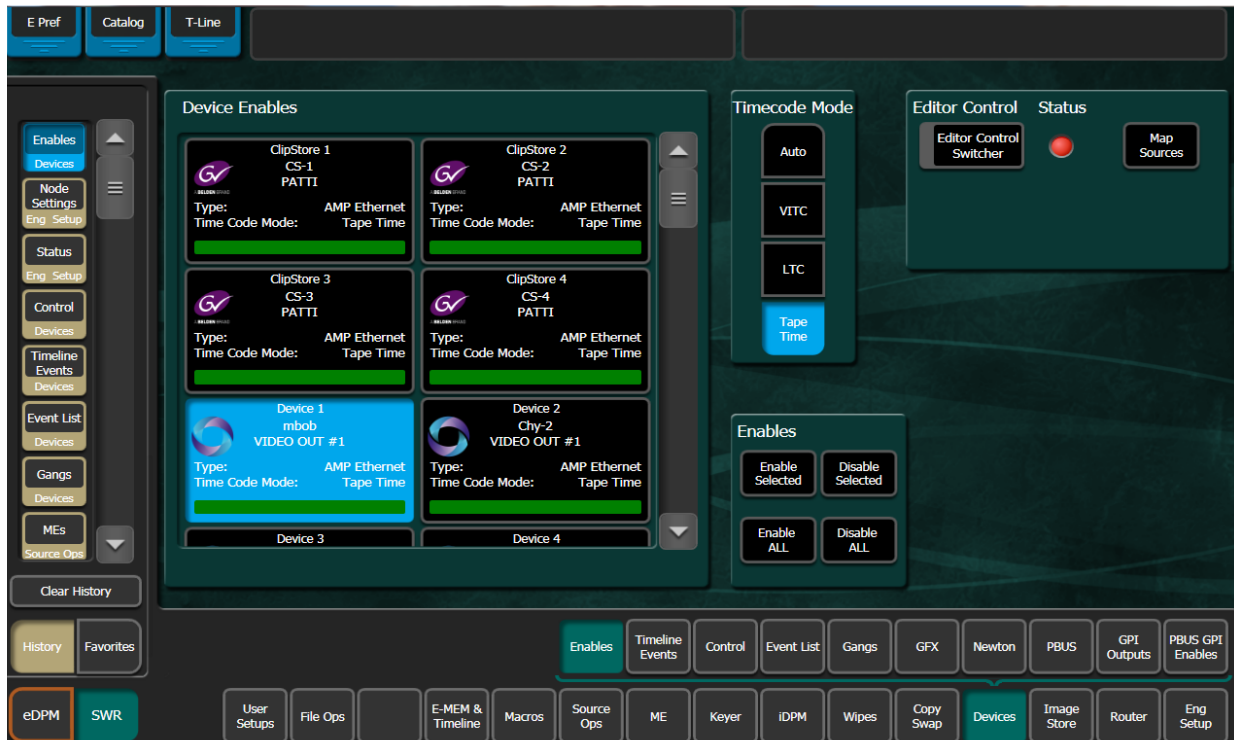 E Pref
Catalog
T-Line
Enables
Devices
Node
Settings
Eng Setup
Status
Eng Setup
Control
Devices
Timeline
Events
Devices
Event List
Devices
Gangs
Devices
MEs
Source Ops
Clear History
History
Favorites
Device Enables
ClipStore 1
CS-1
PATTI
GV
Type: AMP Ethernet
Time Code Mode: Tape Time
ClipStore 2
CS-2
PATTI
GV
Type: AMP Ethernet
Time Code Mode: Tape Time
ClipStore 3
CS-3
PATTI
GV
Type: AMP Ethernet
Time Code Mode: Tape Time
ClipStore 4
CS-4
PATTI
GV
Type: AMP Ethernet
Time Code Mode: Tape Time
Device 1
mbob
VIDEO OUT #1
Type: AMP Ethernet
Time Code Mode: Tape Time
Device 2
Chy-2
VIDEO OUT #1
Type: AMP Ethernet
Time Code Mode: Tape Time
Device 3
Device 4
Timecode Mode
Auto
VITC
LTC
Tape
Time
Editor Control
Status
Editor Control
Switcher
Map
Sources
Enables
Enable
Selected
Disable
Selected
Enable
ALL
Disable
ALL
Enables
Timeline
Events
Control
Event List
Gangs
GFX
Newton
PBUS
GPI
Outputs
PBUS GPI
Enables
eDPM
SWR
User
Setups
File Ops
E-MEM &
Timeline
Macros
Source
Ops
ME
Keyer
iDPM
Wipes
Copy
Swap
Devices
Image
Store
Router
Eng
Setup